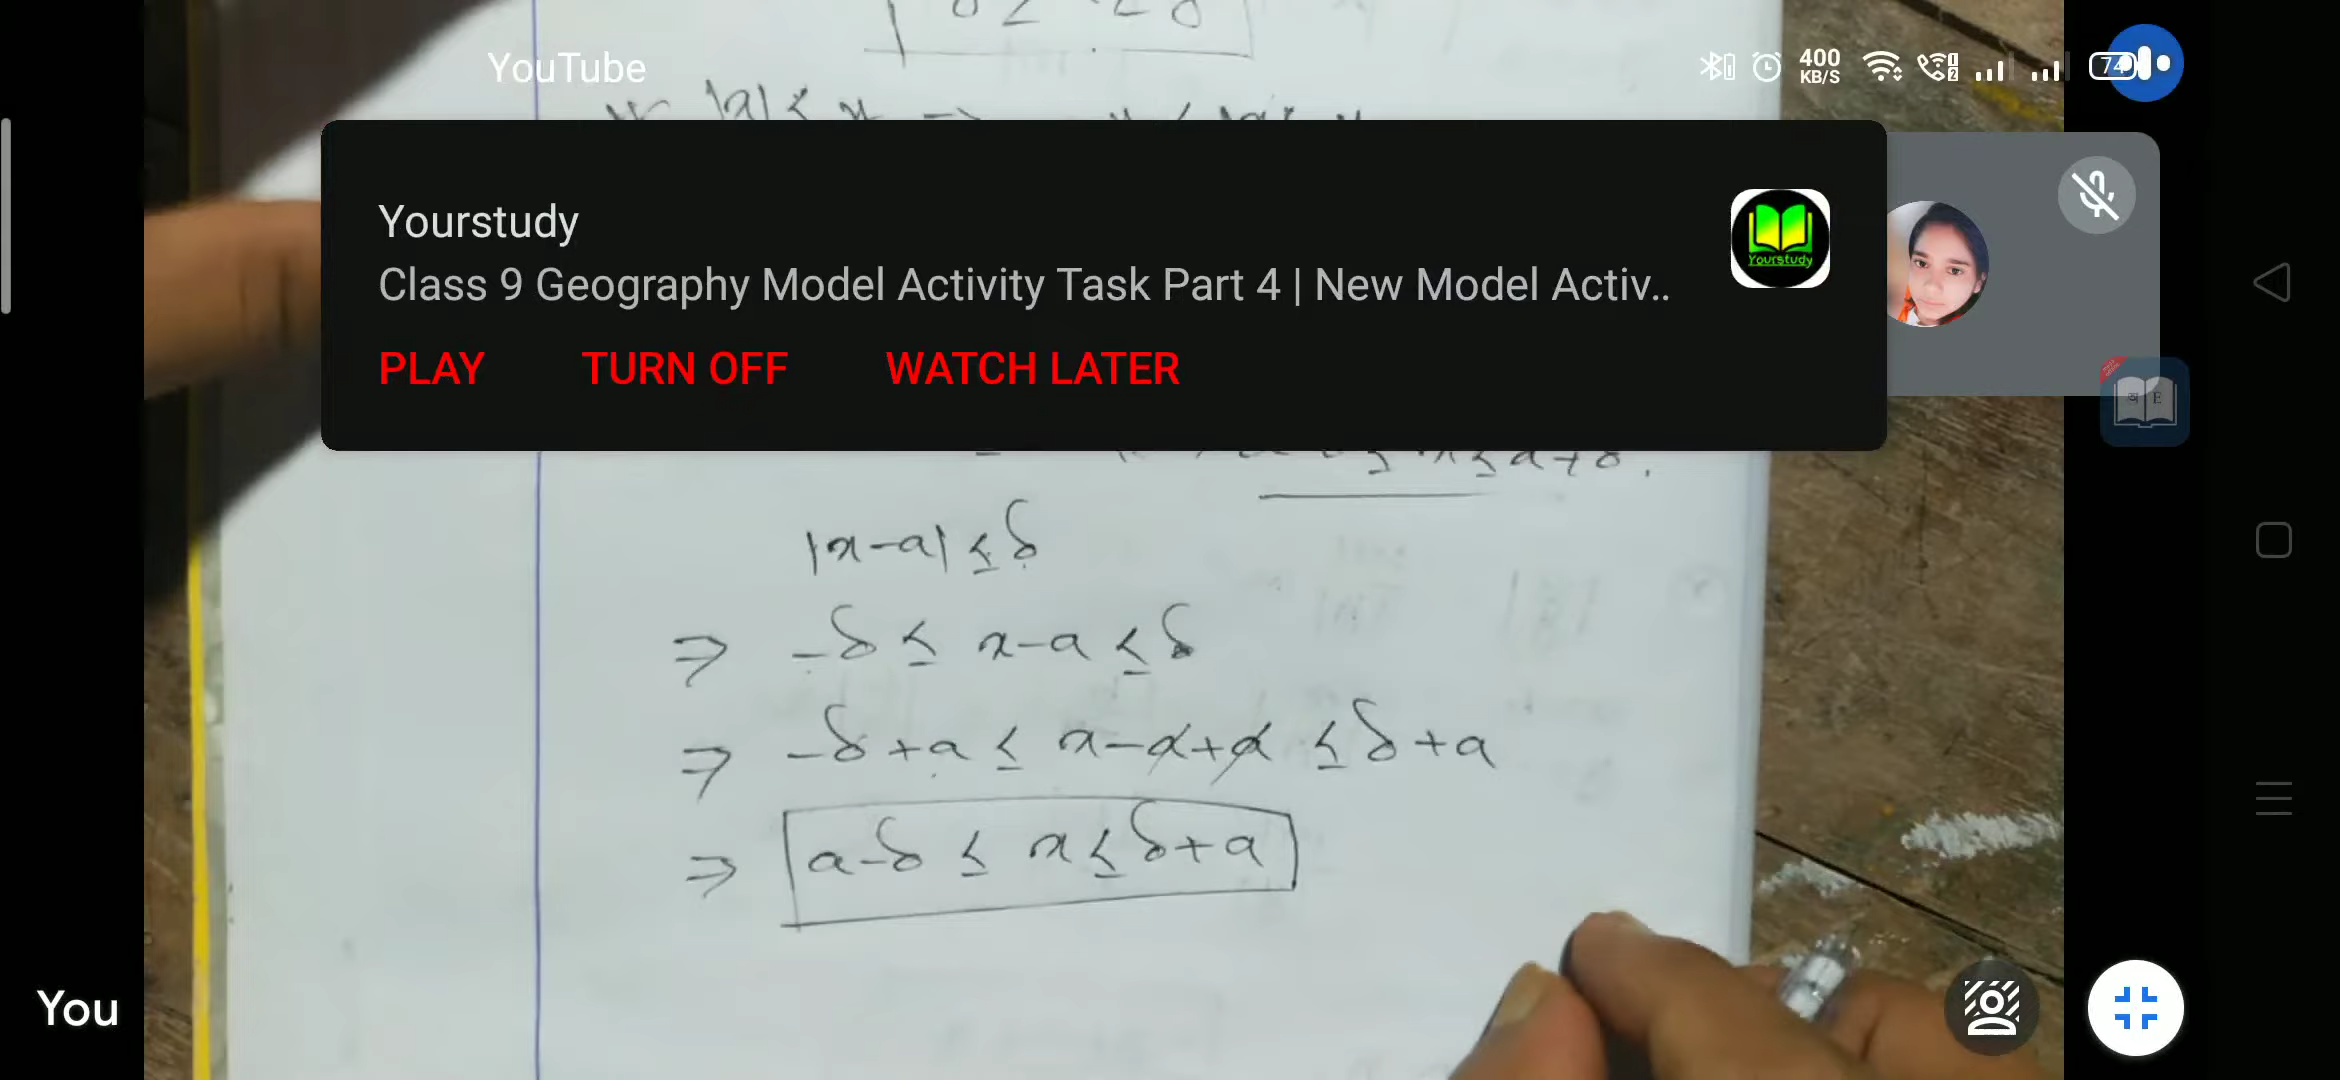 YouTube
400 KB/S
74
Yourstudy
Class 9 Geography Model Activity Task Part 4 | New Model Activ..
Yourstudy
PLAY TURN OFF WATCH LATER
|x-a| ≤ δ
⇒ -δ ≤ x-a ≤ δ
⇒ -δ+a ≤ x-a+a ≤ δ+a
⇒ a-δ ≤ x ≤ δ+a
You